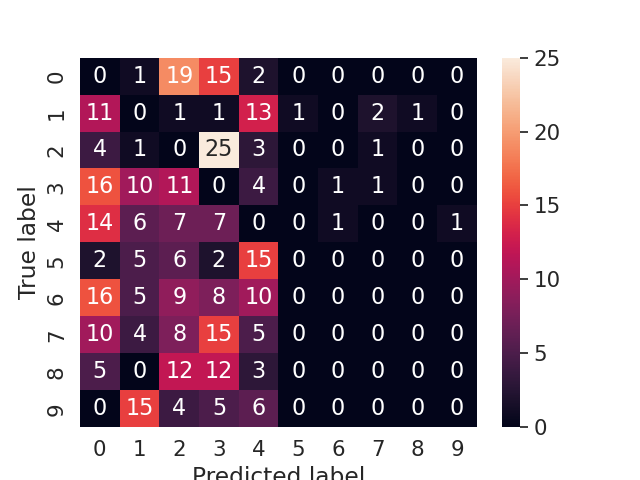 0 0 1 19 15 2 0 0 0 0 0
1 11 0 1 1 13 1 0 2 1 0
2 4 1 0 25 3 0 0 1 0 0
3 16 10 11 0 4 0 1 1 0 0
4 14 6 7 7 0 0 1 0 0 1
5 2 5 6 2 15 0 0 0 0 0
6 16 5 9 8 10 0 0 0 0 0
7 10 4 8 15 5 0 0 0 0 0
8 5 0 12 12 3 0 0 0 0 0
9 0 15 4 5 6 0 0 0 0 0
0 1 2 3 4 5 6 7 8 9
True label
Predicted label
25
20
15
10
5
0